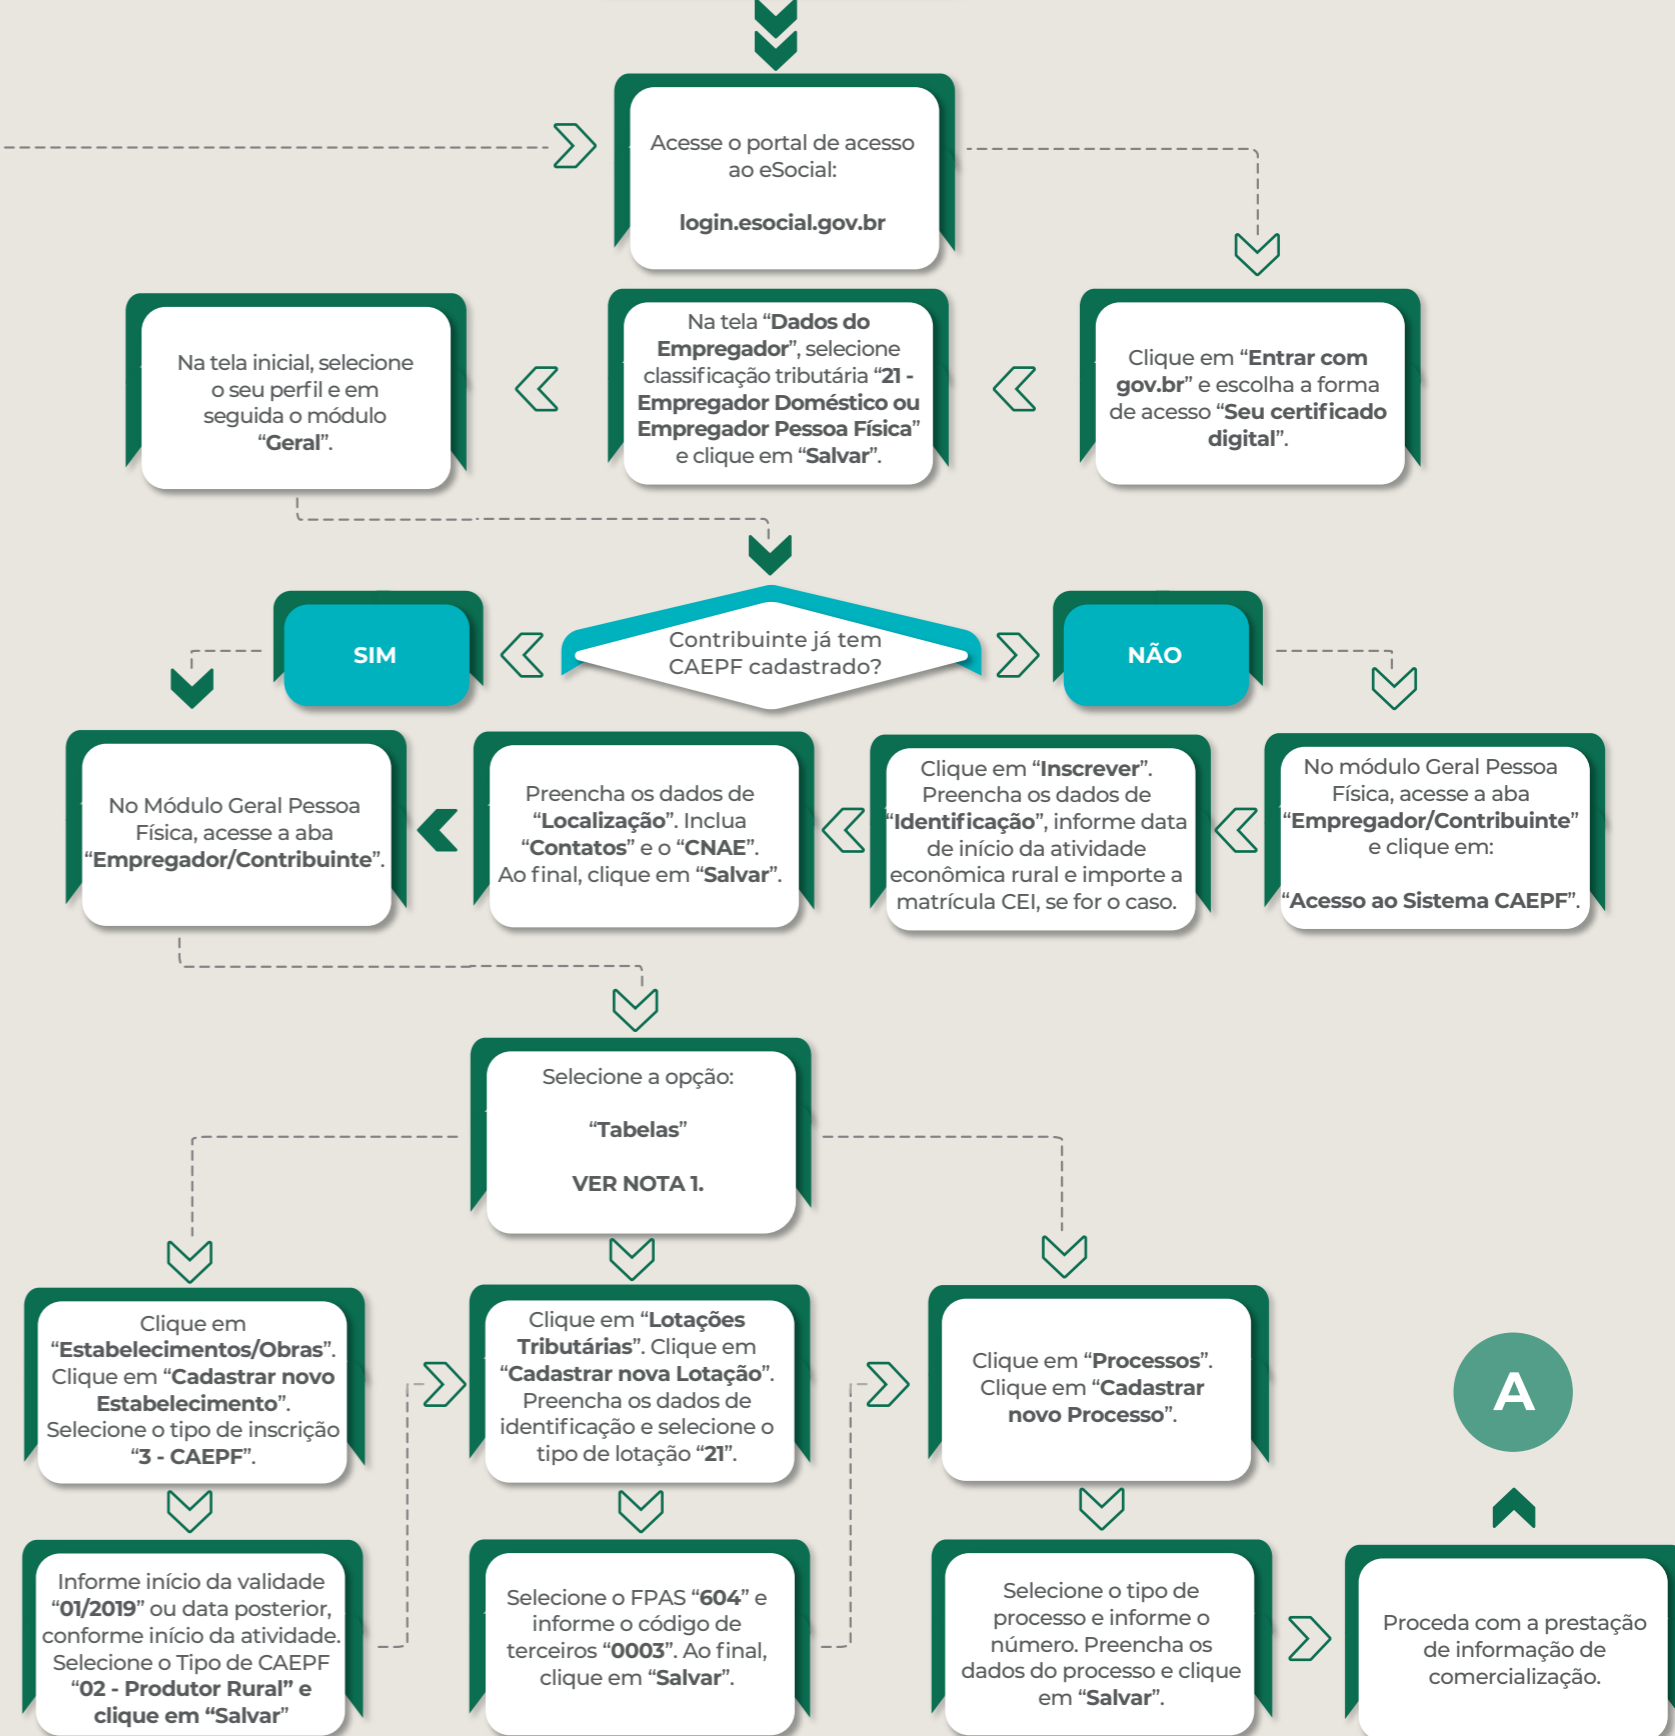 Acesse o portal de acesso
ao eSocial:
login.esocial.gov.br
Clique em “Entrar com
gov.br” e escolha a forma
de acesso “Seu certificado
digital”.
Na tela “Dados do
Empregador”, selecione
classificação tributária “21 -
Empregador Doméstico ou
Empregador Pessoa Física”
e clique em “Salvar”.
Na tela inicial, selecione
o seu perfil e em
seguida o módulo
“Geral”.
Contribuinte já tem
CAEPF cadastrado?
SIM
NÃO
No módulo Geral Pessoa
Física, acesse a aba
“Empregador/Contribuinte”
e clique em:
“Acesso ao Sistema CAEPF”.
Clique em “Inscrever”.
Preencha os dados de
“Identificação”, informe data
de início da atividade
econômica rural e importe a
matrícula CEI, se for o caso.
Preencha os dados de
“Localização”. Inclua
“Contatos” e o “CNAE”.
Ao final, clique em “Salvar”.
No Módulo Geral Pessoa
Física, acesse a aba
“Empregador/Contribuinte”.
Selecione a opção:
“Tabelas”
VER NOTA 1.
Clique em
“Estabelecimentos/Obras”.
Clique em “Cadastrar novo
Estabelecimento”.
Selecione o tipo de inscrição
“3 - CAEPF”.
Informe início da validade
“01/2019” ou data posterior,
conforme início da atividade.
Selecione o Tipo de CAEPF
“02 - Produtor Rural” e
clique em “Salvar”
Clique em “Lotações
Tributárias”. Clique em
“Cadastrar nova Lotação”.
Preencha os dados de
identificação e selecione o
tipo de lotação “21”.
Selecione o FPAS “604” e
informe o código de
terceiros “0003”. Ao final,
clique em “Salvar”.
Clique em “Processos”.
Clique em “Cadastrar
novo Processo”.
Selecione o tipo de
processo e informe o
número. Preencha os
dados do processo e clique
em “Salvar”.
Proceda com a prestação
de informação de
comercialização.
A